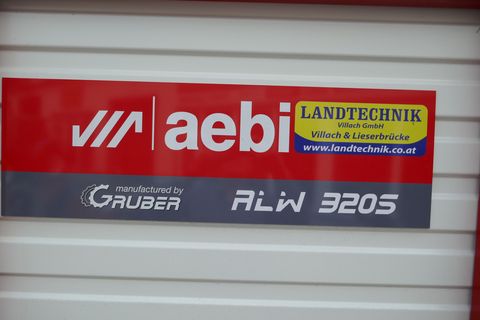 aebi
LANDTECHNIK
Villach GmbH
Villach & Lieserbrücke
www.landtechnik.co.at
manufactured by
GRUBER
ALW 320S